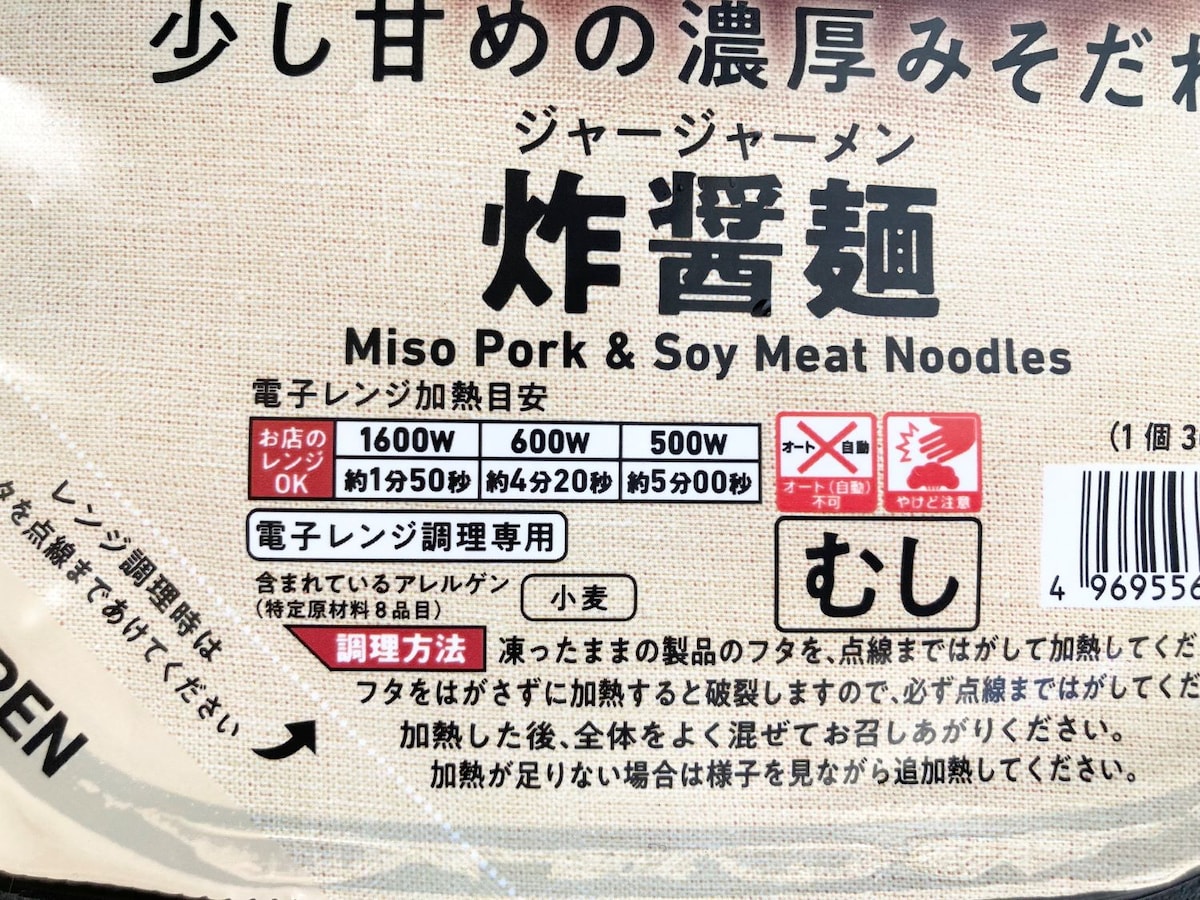 少し甘めの濃厚みそだれ
ジャージャーメン
炸醤麺
Miso Pork & Soy Meat Noodles
電子レンジ加熱目安
お店の
レンジ
OK
1600W 600W 500W
約1分50秒 約4分20秒 約5分00秒
オート 自動
オート(自動)
不可
やけど注意
(1個3
電子レンジ調理専用
むし
4 969556
含まれているアレルゲン
(特定原材料8品目)
小麦
調理方法
凍ったままの製品のフタを、点線まではがして加熱してくだ
フタをはがさずに加熱すると破裂しますので、必ず点線まではがしてくだ
加熱した後、全体をよく混ぜてお召しあがりください。
加熱が足りない場合は様子を見ながら追加熱してください。
レンジ調理時は
タを点線まであけてください
PEN